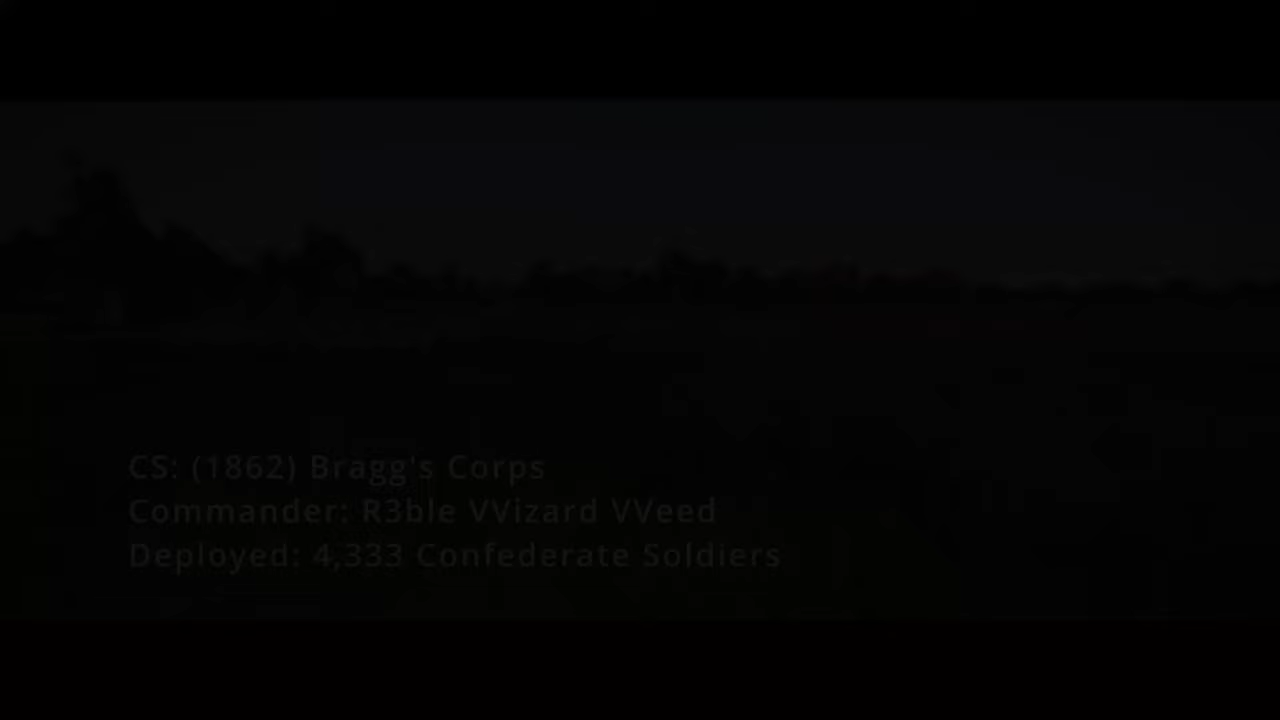 CS: (1862) Bragg's Corps
Commander: R3ble VVizard VVeed
Deployed: 4,333 Confederate Soldiers